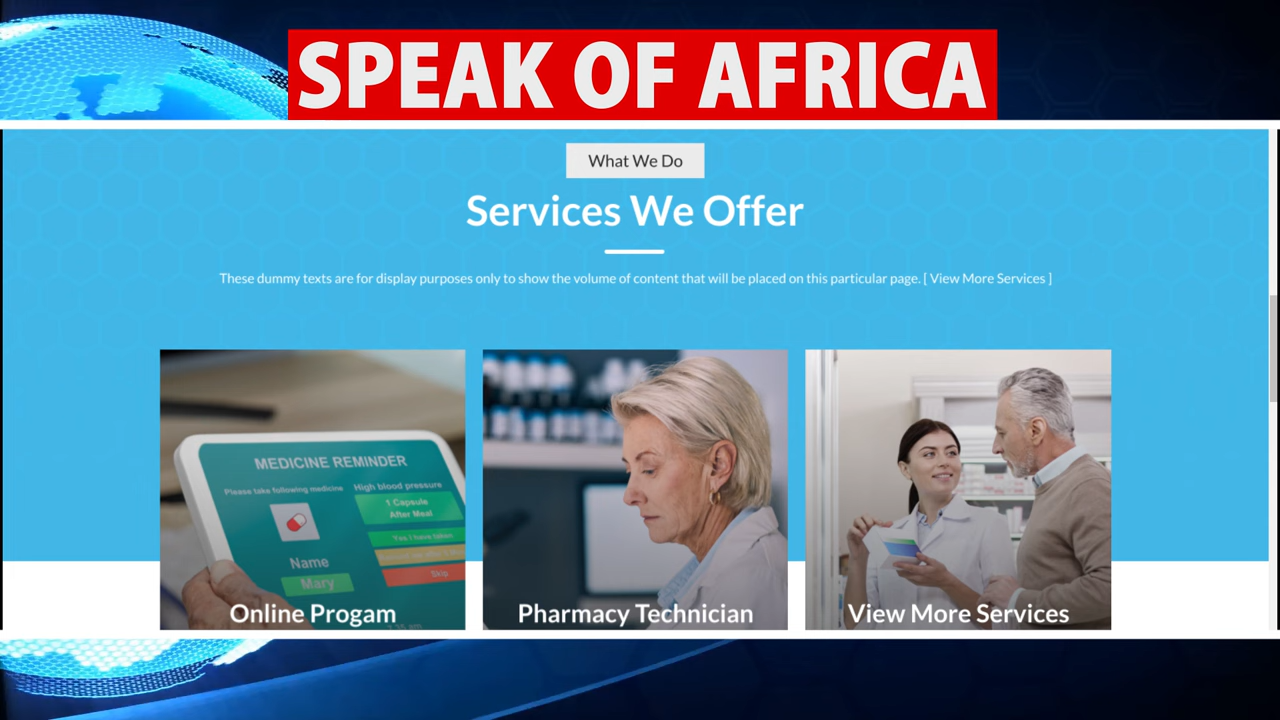 SPEAK OF AFRICA
What We Do
Services We Offer
These dummy texts are for display purposes only to show the volume of content that will be placed on this particular page. [ View More Services ]
MEDICINE REMINDER
Please take following medicine
High blood pressure
1 Capsule
After Meal
Yes I have taken
Name
Skip
Mary
Online Progam
Pharmacy Technician
View More Services